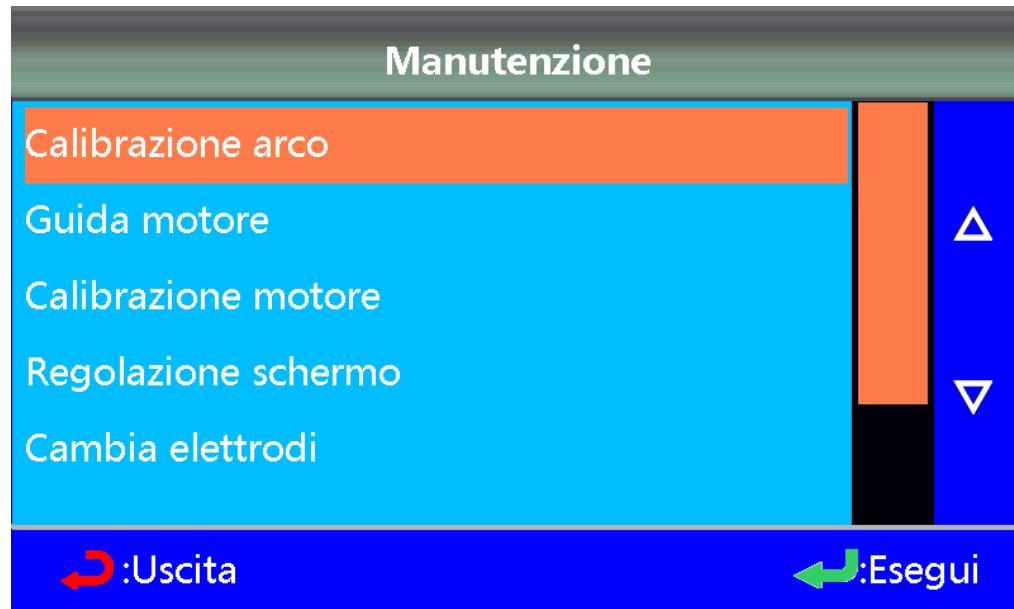 Manutenzione
Calibrazione arco
Guida motore
Calibrazione motore
Regolazione schermo
Cambia elettrodi
:Uscita
:Esegui